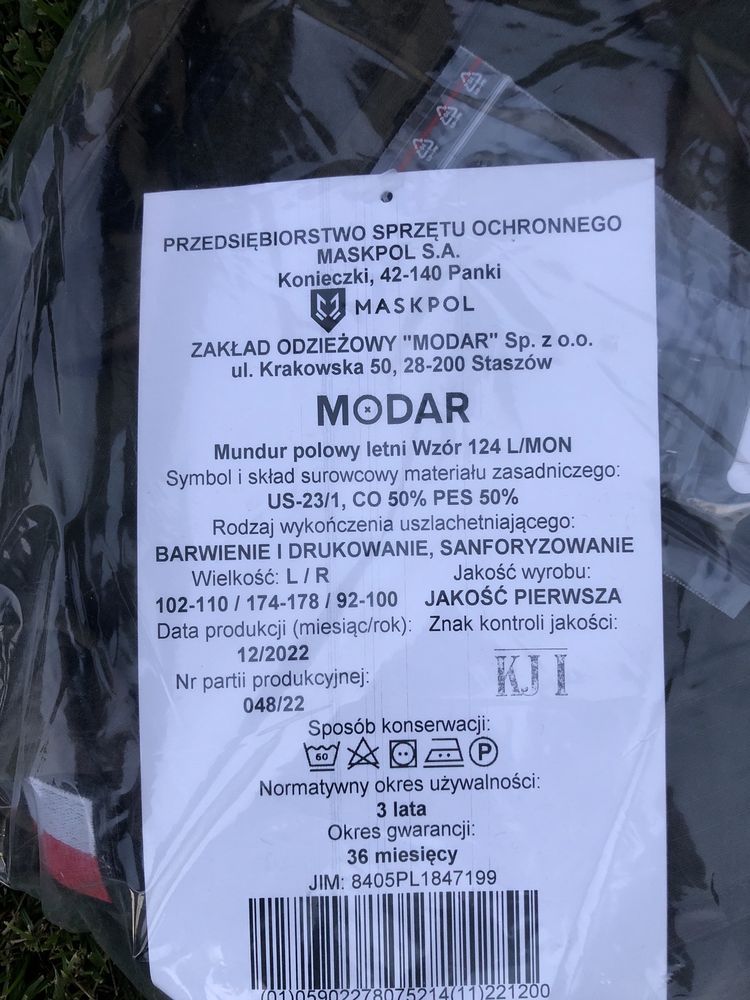 PRZEDSIĘBIORSTWO SPRZĘTU OCHRONNEGO
MASKPOL S.A.
Konieczki, 42-140 Panki
MASKPOL
ZAKŁAD ODZIEŻOWY "MODAR" Sp. z o.o.
ul. Krakowska 50, 28-200 Staszów
MODAR
Mundur polowy letni Wzór 124 L/MON
Symbol i skład surowcowy materiału zasadniczego:
US-23/1, CO 50% PES 50%
Rodzaj wykończenia uszlachetniającego:
BARWIENIE I DRUKOWANIE, SANFORYZOWANIE
Wielkość: L / R
102-110 / 174-178 / 92-100
Jakość wyrobu:
JAKOŚĆ PIERWSZA
Data produkcji (miesiąc/rok):
12/2022
Znak kontroli jakości:
KJ I
Nr partii produkcyjnej:
048/22
Sposób konserwacji:
60 P
Normatywny okres używalności:
3 lata
Okres gwarancji:
36 miesięcy
JIM: 8405PL1847199
(01)05902278075214(11)221200